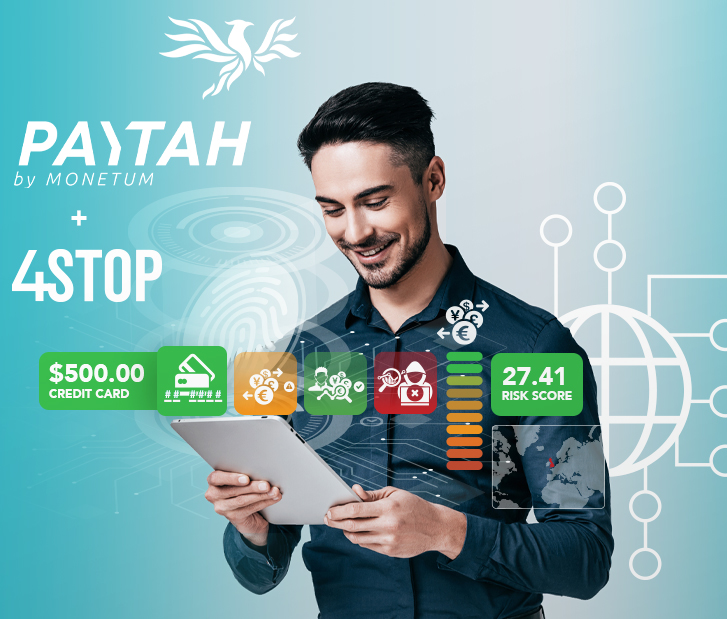 PAYTAH
by MONETUM
+
4STOP
$500.00
CREDIT CARD
##-##-####
27.41
RISK SCORE